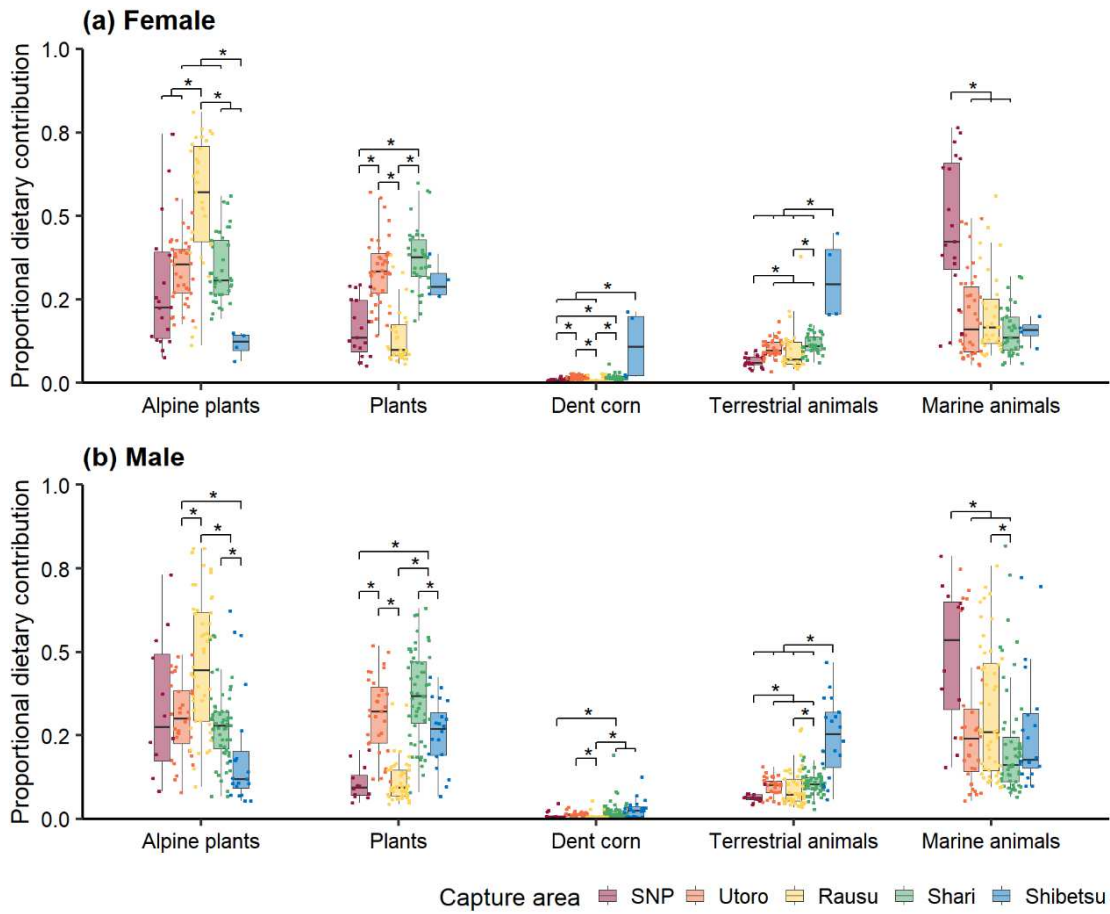 (a) Female
Proportional dietary contribution
1.0
0.8
0.5
0.2
0.0
* * * *
* * * * *
* * * * * *
* * *
*
Alpine plants Plants Dent corn Terrestrial animals Marine animals
(b) Male
Proportional dietary contribution
1.0
0.8
0.5
0.2
0.0
* * * *
* * * * *
* * *
* * *
* *
Alpine plants Plants Dent corn Terrestrial animals Marine animals
Capture area SNP Utoro Rausu Shari Shibetsu